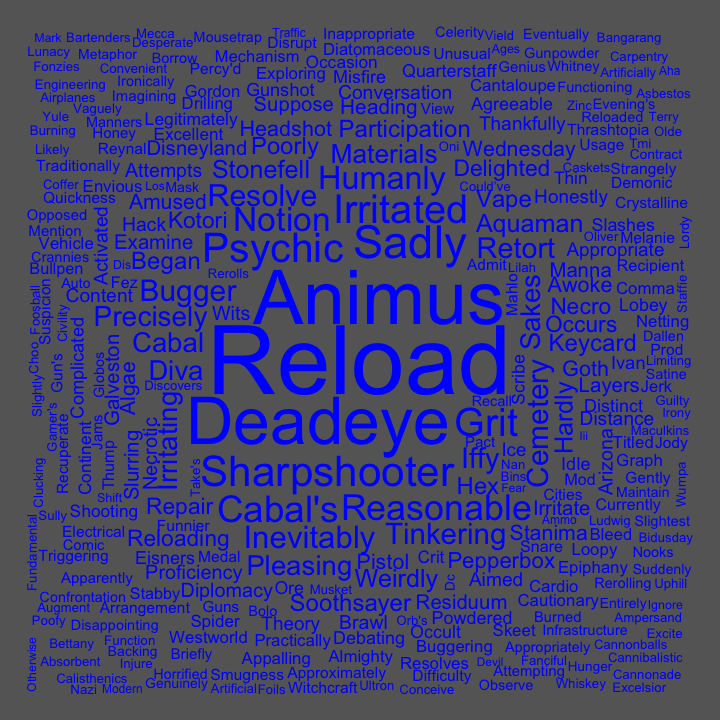 Mark Bartenders Mecca Traffic Celerity Vield Eventually Bangarang
Desperate Mousetrap Disrupt Inappropriate Ages Gunpowder
Lunacy Metaphor Borrow Mechanism Diatomaceous Unusual Carpentry
Fonzies Convenient Percy'd Occasion Quarterstaff Genius Whitney Artificially Aha
Engineering Ironically Exploring Misfire Cantaloupe Functioning Asbestos
Airplanes Imagining Gordon Gunshot Conversation Agreeable Zinc Evening's
Vaguely Drilling Suppose Heading View Reloaded Terry
Yule Manners Legitimately Headshot Participation Thankfully Thrashtopia Olde
Burning Honey Excellent Poorly Materials Oni Wednesday Usage Tmi
Likely Reynal Disneyland Stonefell Humanly Delighted Caskets Contract
Traditionally Attempts Could've Thin Strangely
Coffer Envious Los Mask Resolve Irritated Vape Honestly Demonic
Quickness Amused Notion Aquaman Crystalline
Opposed Activated Hack Kotori Psychic Sadly Slashes Oliver Melanie Lordy
Mention Vehicle Examine Retort Appropriate
Crannies Dis Began Rerolls Admit Lilah Manna Recipient
Bullpen Auto Fez Bugger Animus Mahlo Awoke Comma Staffie
Foosball Suspicion Content Precisely Wits Sakes Necro Lobey
Civility Complicated Cabal Reload Occurs Netting
Choo Globos Galveston Diva Keycard Dallen Prod
Slightly Gun's Algae Discovers Scribe Goth Ivan Limiting Satine
Gamer's Jams Irritating Deadeye Recall Cemetery Hardly Layers Jerk
Recuperate Continent Necrotic Grit Distinct Guilty Irony
Clucking Thump Slurring Take's Pact Iffy Ice Distance Iii Maculkins
Sharpshooter Nan Idle Arizona Titled Jody
Shift Bins Fear Hex Mod Graph Gently Wumpa
Sully Shooting Repair Cabal's Reasonable Cities Currently Maintain
Fundamental Funnier Irritate
Electrical Reloading Inevitably Tinkering Ammo Stanima Ludwig Slightest
Comic Snare Bleed Bidusday
Triggering Eisners Medal Pleasing Pistol Crit Pepperbox Loopy Nooks
Apparently Proficiency Weirdly Dc Aimed Epiphany Suddenly
Confrontation Stabby Diplomacy Ore Musket Residuum Cardio Rerolling Uphill
Augment Arrangement Guns Bolo Soothsayer Cautionary Entirely Ignore
Poofy Disappointing Spider Theory Brawl Orb's Powdered Burned Ampersand
Otherwise Bettany Function Westworld Practically Debating Occult Skeet Infrastructure Excite
Backing Briefly Buggering Appropriately Cannonballs
Absorbent Injure Appalling Almighty Resolves Devil Fanciful Cannibalistic
Calisthenics Horrified Smugness Approximately Difficulty Attempting Hunger Cannonade
Nazi Modern Genuinely Artificial Foils Witchcraft Ultron Conceive Observe Whiskey Excelsior